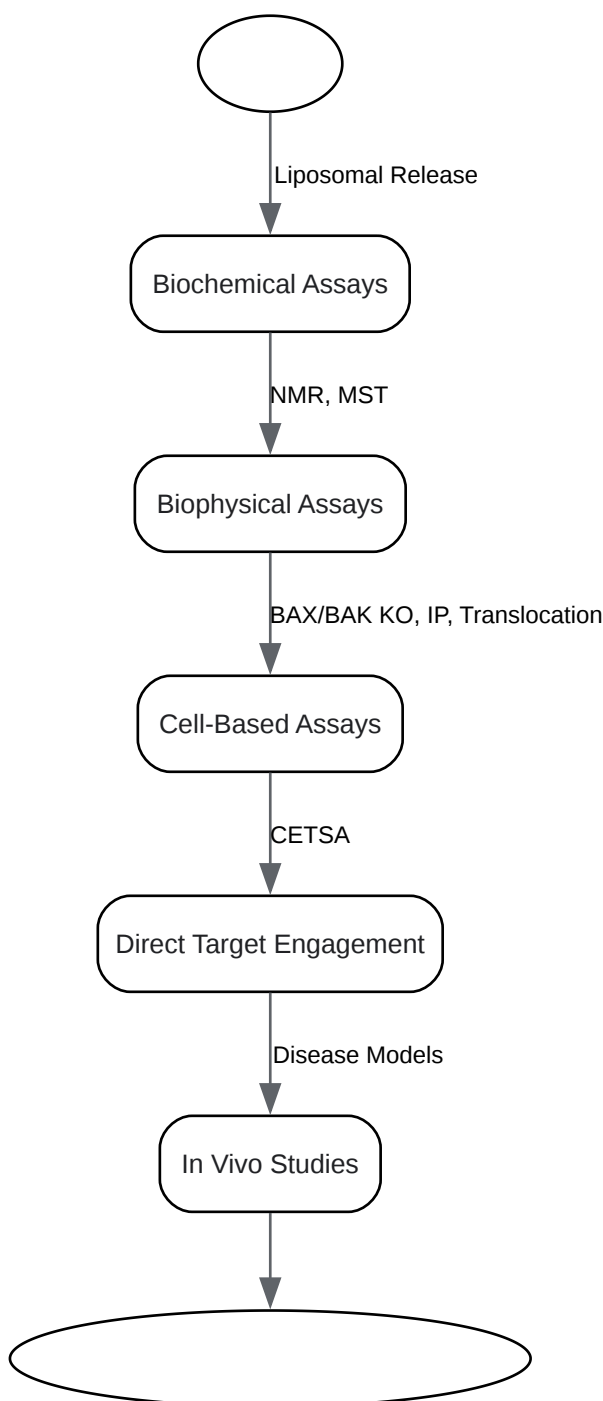 Liposomal Release
Biochemical Assays
NMR, MST
Biophysical Assays
BAX/BAK KO, IP, Translocation
Cell-Based Assays
CETSA
Direct Target Engagement
Disease Models
In Vivo Studies